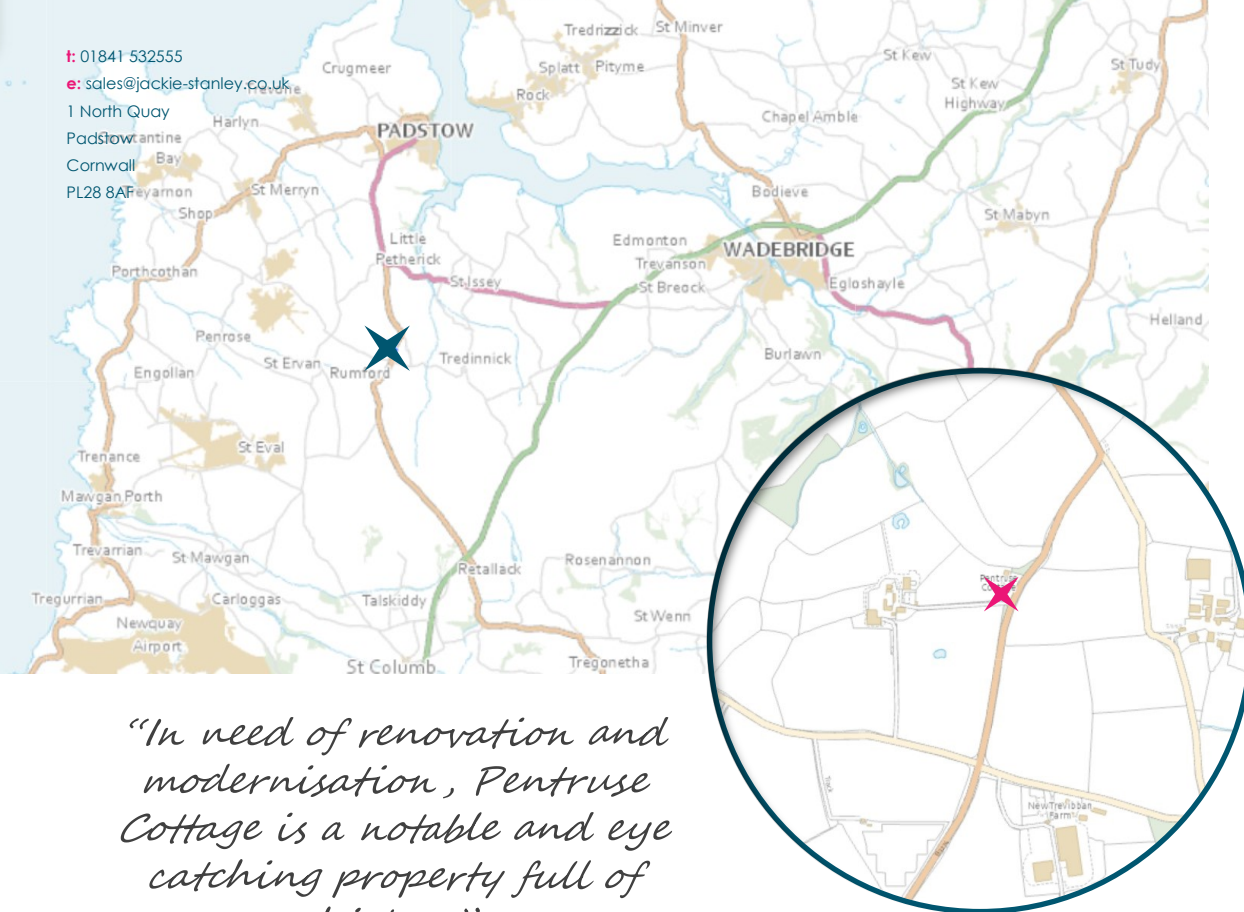 t: 01841 532555
e: sales@jackie-stanley.co.uk
1 North Quay
Padstow
Cornwall
PL28 8AF
Tredrizzick
St Minver
Crugmeer
Splatt
Pityme
St Kew
St Tudy
Rock
St Kew
Highway
Harlyn
Chapel Amble
PADSTOW
Bay
St Merryn
Bodieve
Shop
St Mabyn
Little
Petherick
Edmonton
WADEBRIDGE
Trevanson
Porthcothan
St Issey
St Breock
Egloshayle
Helland
Penrose
St Ervan
Rumford
Tredinnick
Burlawn
Engollan
St Eval
Trenance
Mawgan Porth
Trevarrian
St Mawgan
Retallack
Rosenannon
Tregurrian
Carloggas
Talskiddy
St Wenn
Newquay
Airport
St Columb
Tregonetha
Pentruse
Track
New Trevibban
Farm
“In need of renovation and
modernisation, Pentruse
Cottage is a notable and eye
catching property full of